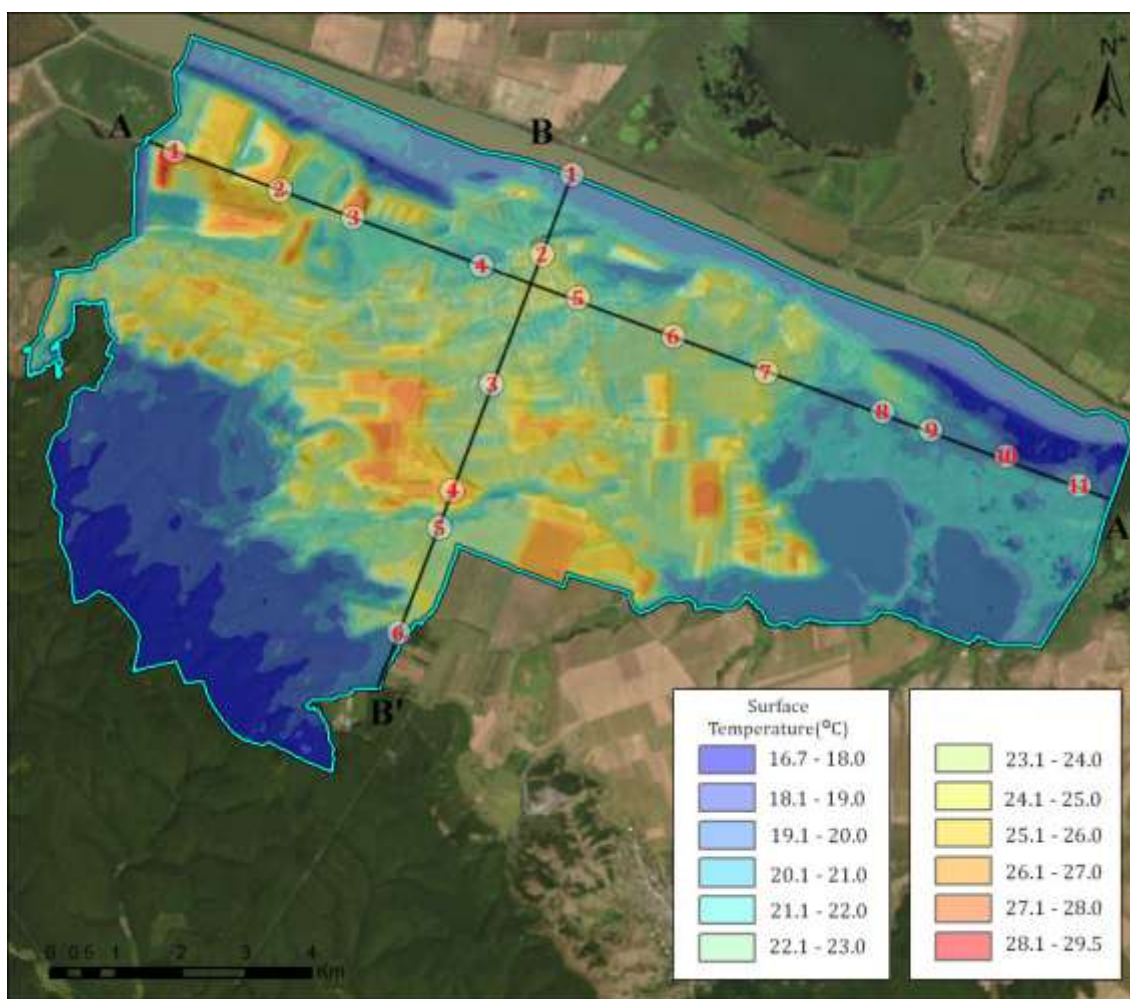 N
A
B
1
1
2
2
3
4
5
6
3
7
8
9
10
11
A
4
5
6
B'
Surface
Temperature(°C)
16.7 - 18.0
18.1 - 19.0
19.1 - 20.0
20.1 - 21.0
21.1 - 22.0
22.1 - 23.0
23.1 - 24.0
24.1 - 25.0
25.1 - 26.0
26.1 - 27.0
27.1 - 28.0
28.1 - 29.5
0 0.5 1 2 3 4
Km